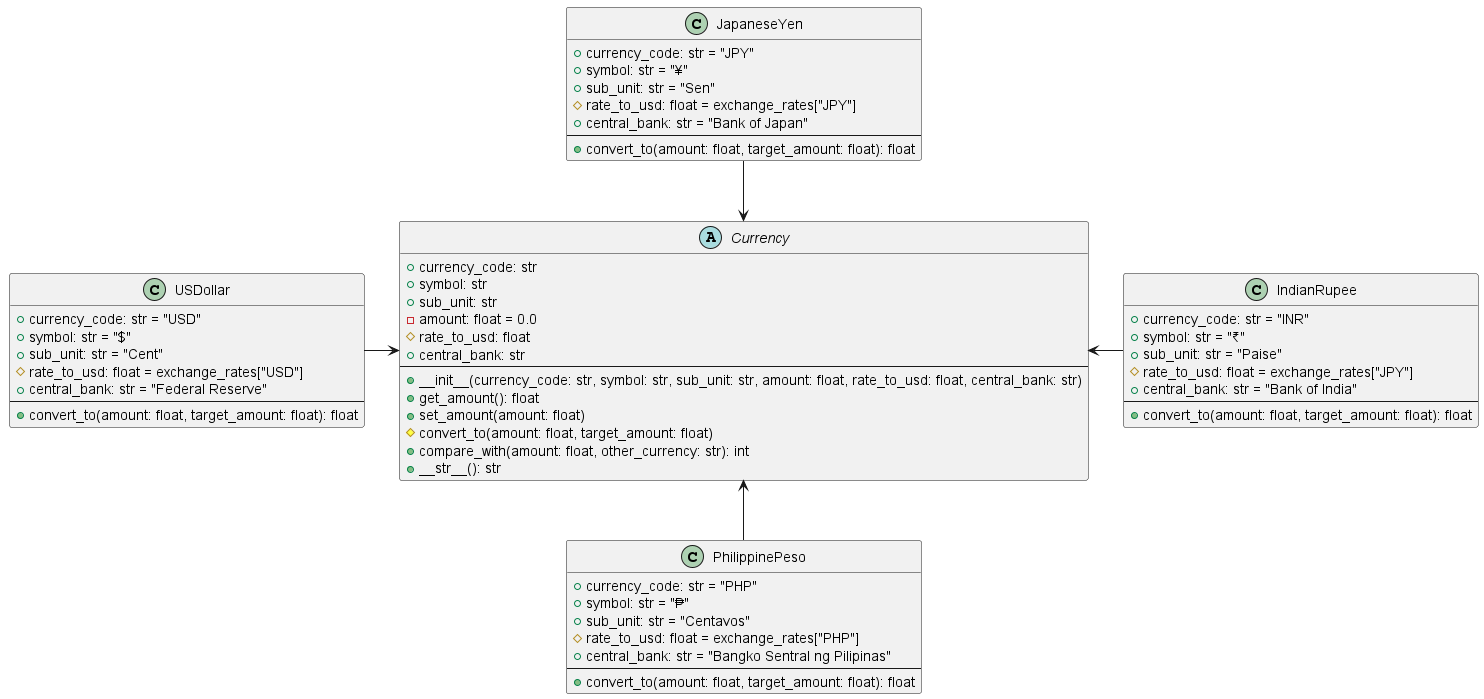 C JapaneseYen
currency_code: str = "JPY"
symbol: str = "¥"
sub_unit: str = "Sen"
rate_to_usd: float = exchange_rates["JPY"]
central_bank: str = "Bank of Japan"
convert_to(amount: float, target_amount: float): float
C USDollar
currency_code: str = "USD"
symbol: str = "$"
sub_unit: str = "Cent"
rate_to_usd: float = exchange_rates["USD"]
central_bank: str = "Federal Reserve"
convert_to(amount: float, target_amount: float): float
A Currency
currency_code: str
symbol: str
sub_unit: str
amount: float = 0.0
rate_to_usd: float
central_bank: str
__init__(currency_code: str, symbol: str, sub_unit: str, amount: float, rate_to_usd: float, central_bank: str)
get_amount(): float
set_amount(amount: float)
convert_to(amount: float, target_amount: float)
compare_with(amount: float, other_currency: str): int
__str__(): str
C IndianRupee
currency_code: str = "INR"
symbol: str = "₹"
sub_unit: str = "Paise"
rate_to_usd: float = exchange_rates["JPY"]
central_bank: str = "Bank of India"
convert_to(amount: float, target_amount: float): float
C PhilippinePeso
currency_code: str = "PHP"
symbol: str = "₱"
sub_unit: str = "Centavos"
rate_to_usd: float = exchange_rates["PHP"]
central_bank: str = "Bangko Sentral ng Pilipinas"
convert_to(amount: float, target_amount: float): float